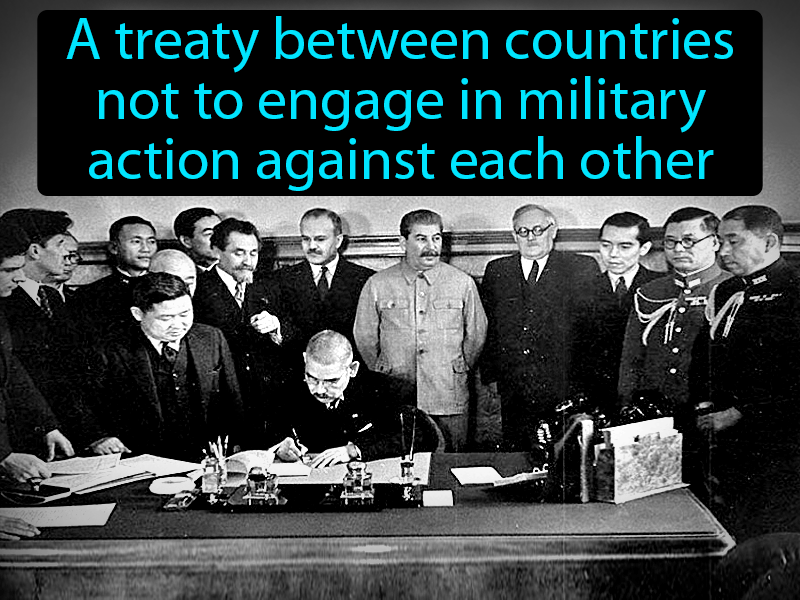 A treaty between countries
not to engage in military
action against each other